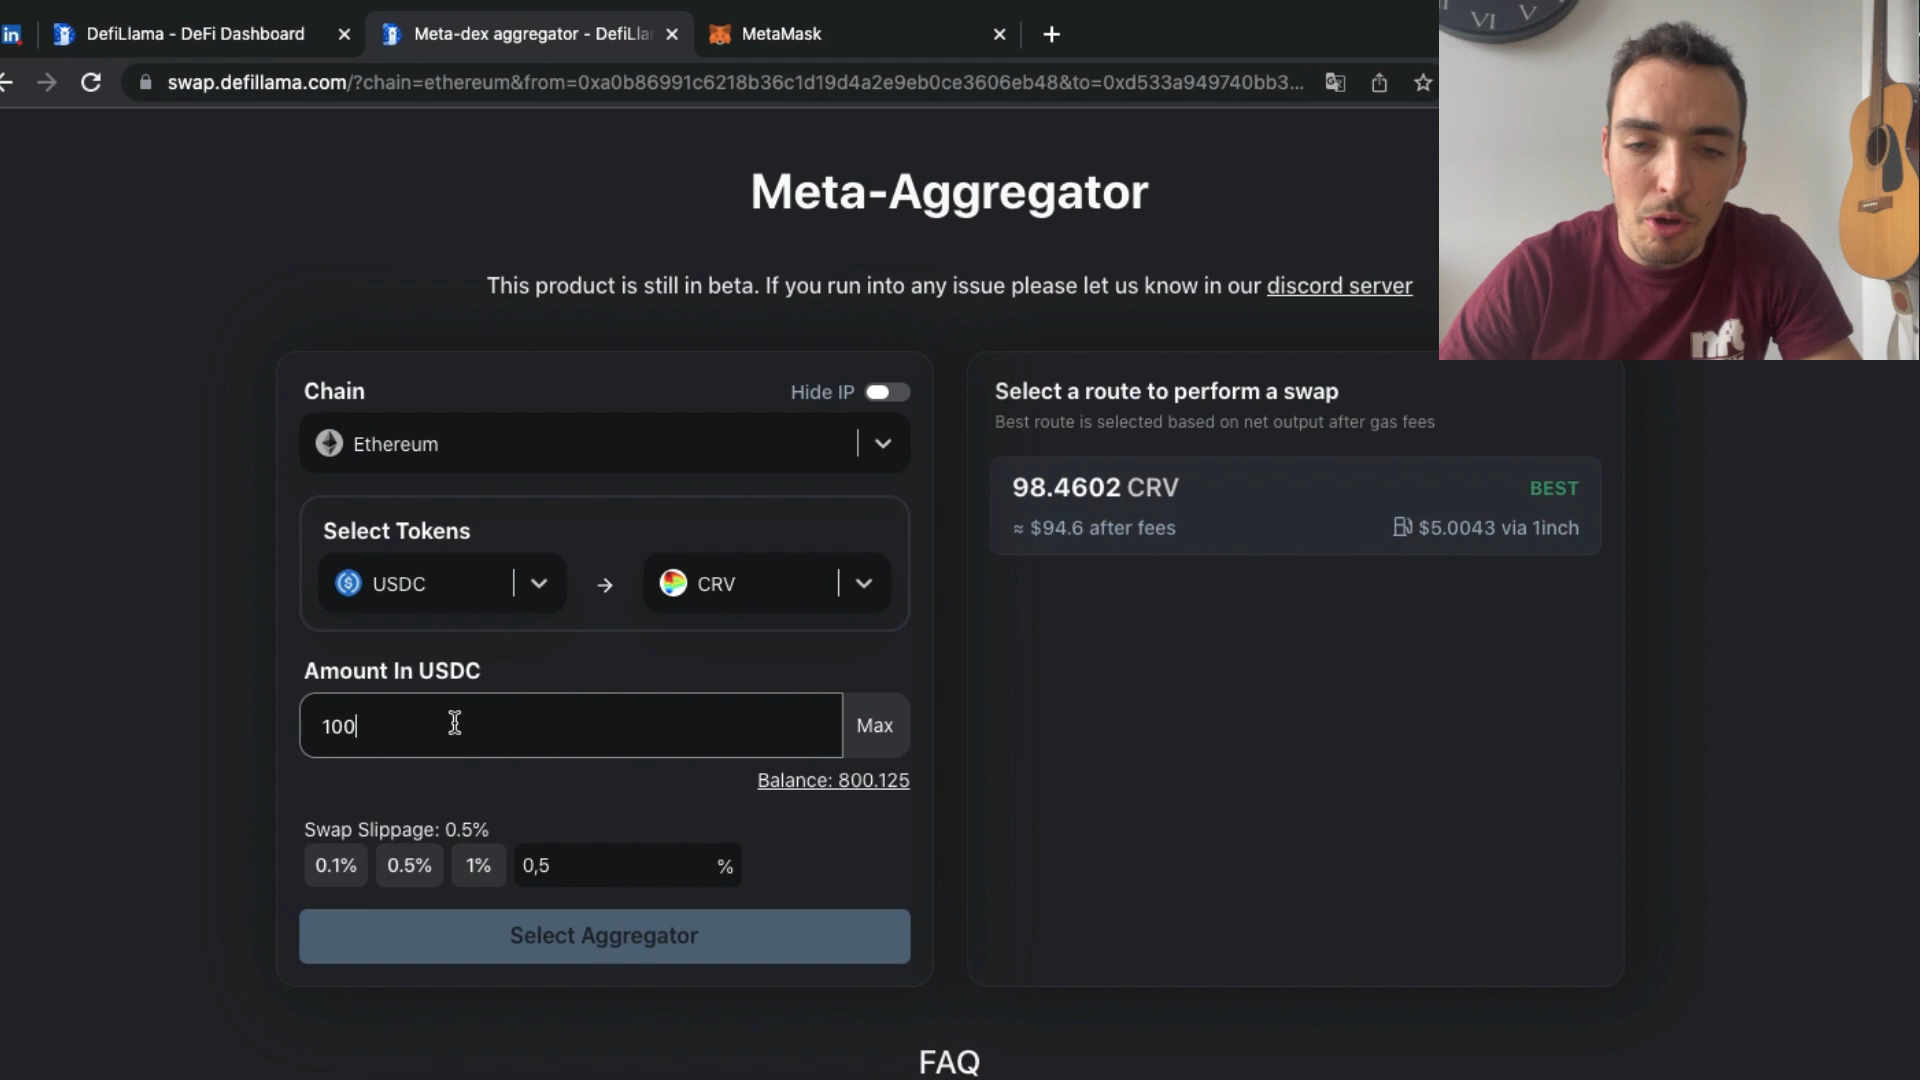 in
DefiLlama - DeFi Dashboard
Meta-dex aggregator - DefiLla
MetaMask
swap.defillama.com/?chain=ethereum&from=0xa0b86991c6218b36c1d19d4a2e9eb0ce3606eb48&to=0xd533a949740bb3...
VI V
Meta-Aggregator
This product is still in beta. If you run into any issue please let us know in our discord server
nft
Chain
Hide IP
Ethereum
Select Tokens
USDC
→
CRV
Amount In USDC
100
Max
Balance: 800.125
Swap Slippage: 0.5%
0.1%
0.5%
1%
0,5
%
Select Aggregator
Select a route to perform a swap
Best route is selected based on net output after gas fees
98.4602 CRV
BEST
≈ $94.6 after fees
$5.0043 via 1inch
FAQ